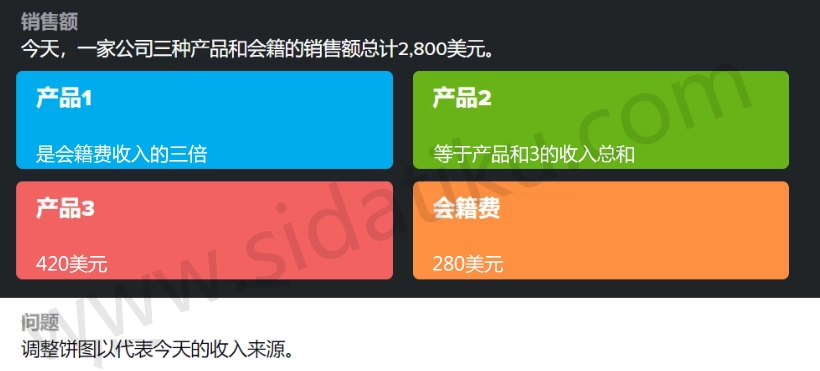 销售额
今天，一家公司三种产品和会籍的销售额总计2,800美元。
产品1
是会籍费收入的三倍
产品2
等于产品和3的收入总和
产品3
420美元
会籍费
280美元
问题
调整饼图以代表今天的收入来源。
www.sidatiku.com